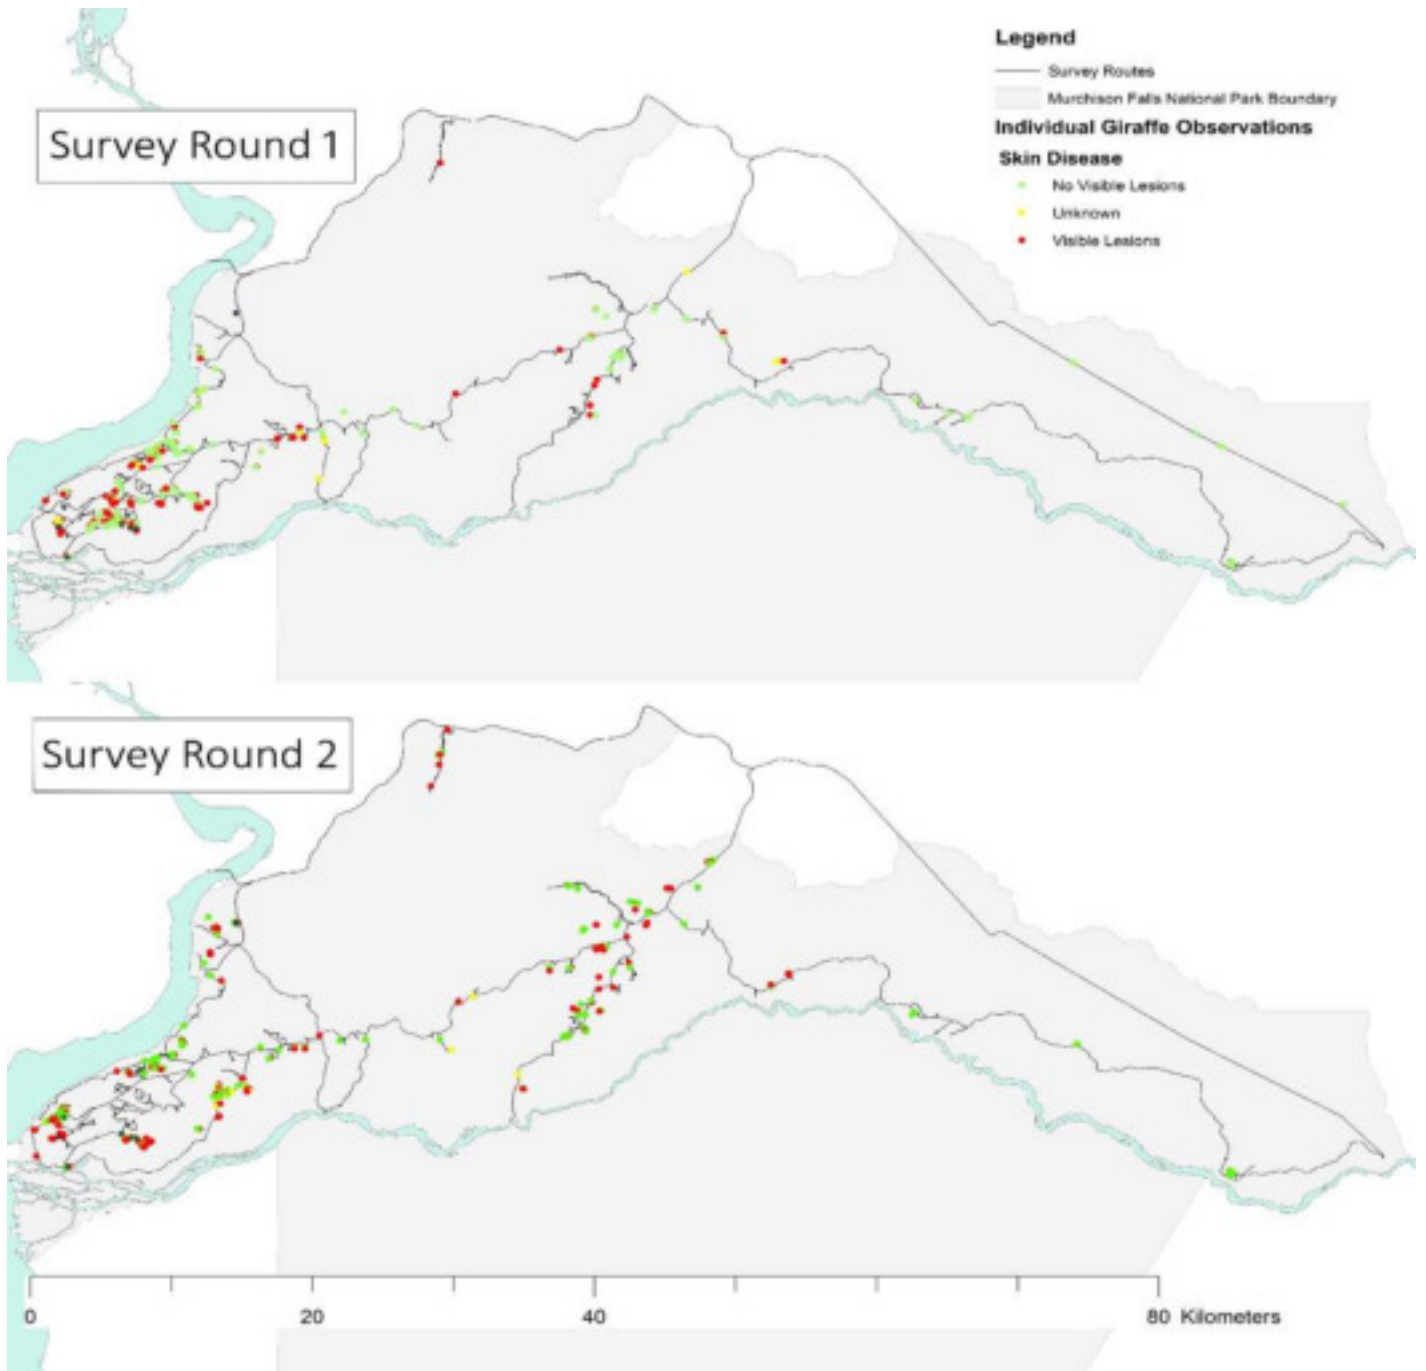 Legend
Survey Routes
Murchison Falls National Park Boundary
Individual Giraffe Observations
Skin Disease
No Visible Lesions
Unknown
Visible Lesions
Survey Round 1
Survey Round 2
0 20 40 80 Kilometers